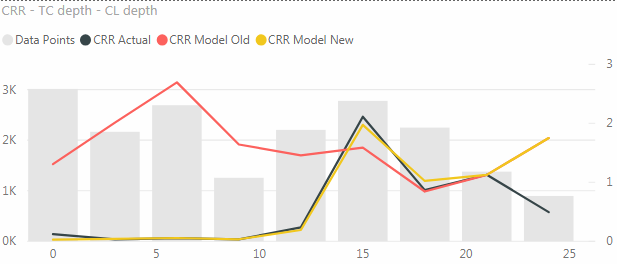 CRR - TC depth - CL depth
Data Points CRR Actual CRR Model Old CRR Model New
3K 3
2K 2
1K 1
0K 0
0 5 10 15 20 25